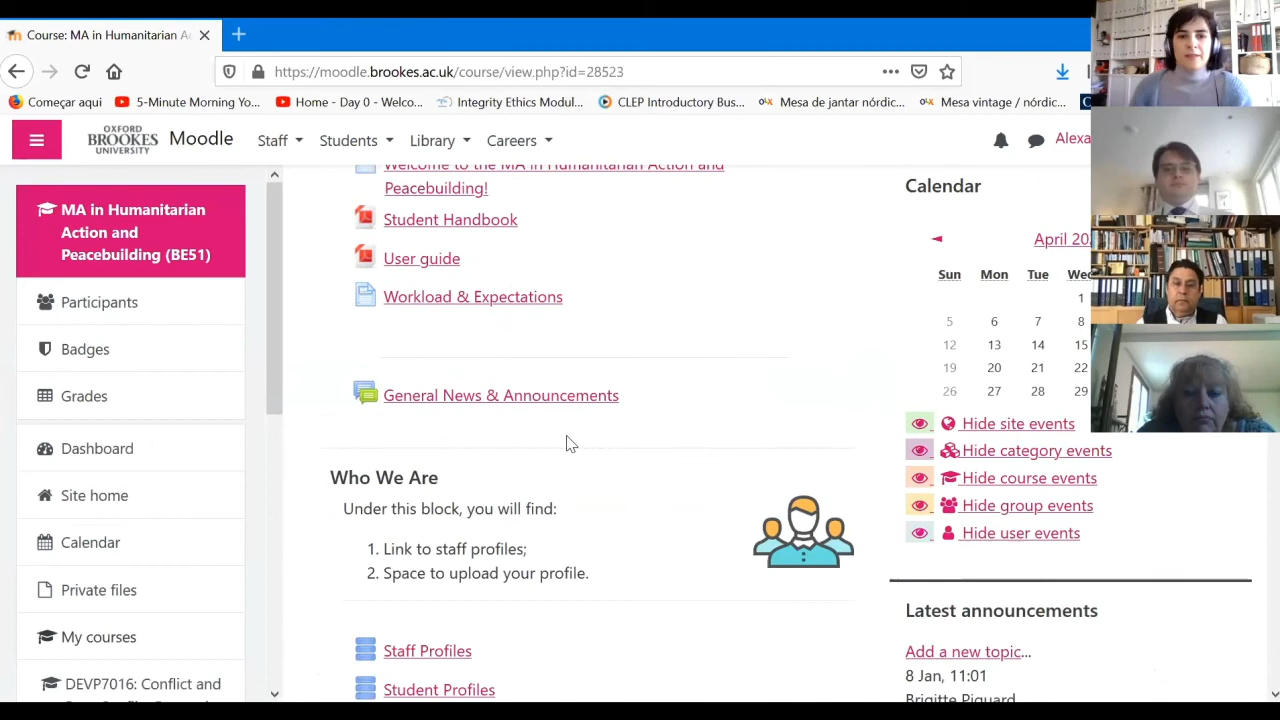 Course: MA in Humanitarian A
https://moodle.brookes.ac.uk/course/view.php?id=28523
Começar aqui
5-Minute Morning Yo...
Home - Day 0 - Welco...
Integrity Ethics Modul...
CLEP Introductory Bus...
Mesa de jantar nórdic...
Mesa vintage / nórdic...
OXFORD
BROOKES
UNIVERSITY
Moodle
Staff
Students
Library
Careers
Alexa
MA in Humanitarian
Action and
Peacebuilding (BE51)
Participants
Badges
Grades
Dashboard
Site home
Calendar
Private files
My courses
DEVP7016: Conflict and
Welcome to the MA in Humanitarian Action and
Peacebuilding!
Student Handbook
User guide
Workload & Expectations
General News & Announcements
Who We Are
Under this block, you will find:
1. Link to staff profiles;
2. Space to upload your profile.
Staff Profiles
Student Profiles
Calendar
◄ April 20
Sun Mon Tue Wed
1
5 6 7 8
12 13 14 15
19 20 21 22
26 27 28 29
Hide site events
Hide category events
Hide course events
Hide group events
Hide user events
Latest announcements
Add a new topic...
8 Jan, 11:01
Brigitte Piquard